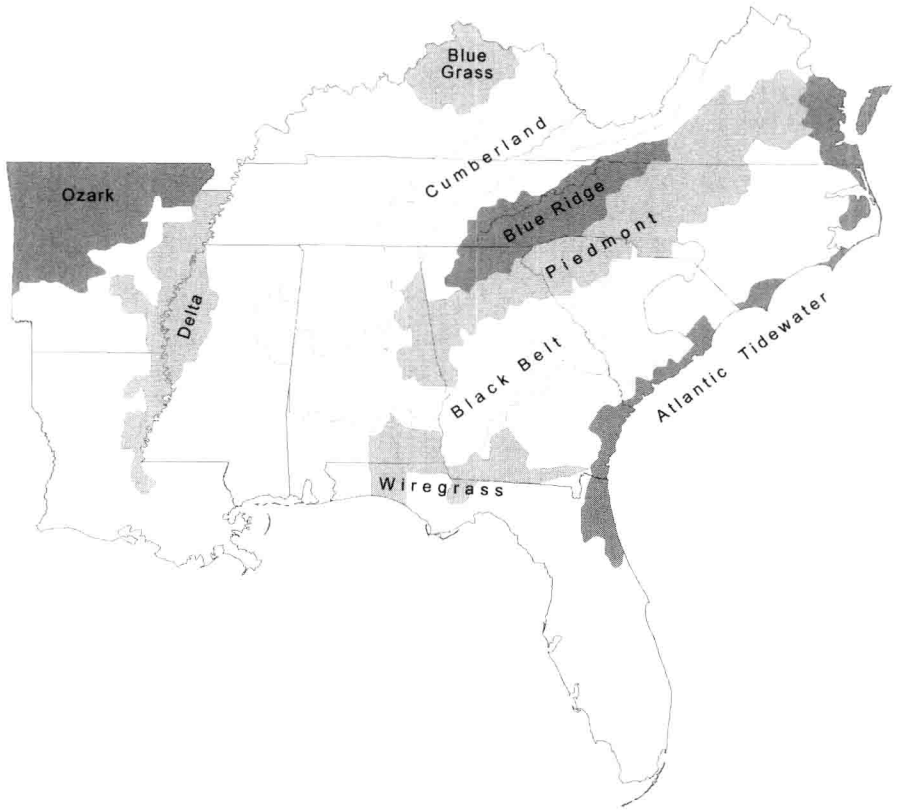 Blue
Grass
Cumberland
Ozark
Blue Ridge
Piedmont
Delta
Black Belt
Atlantic Tidewater
Wiregrass